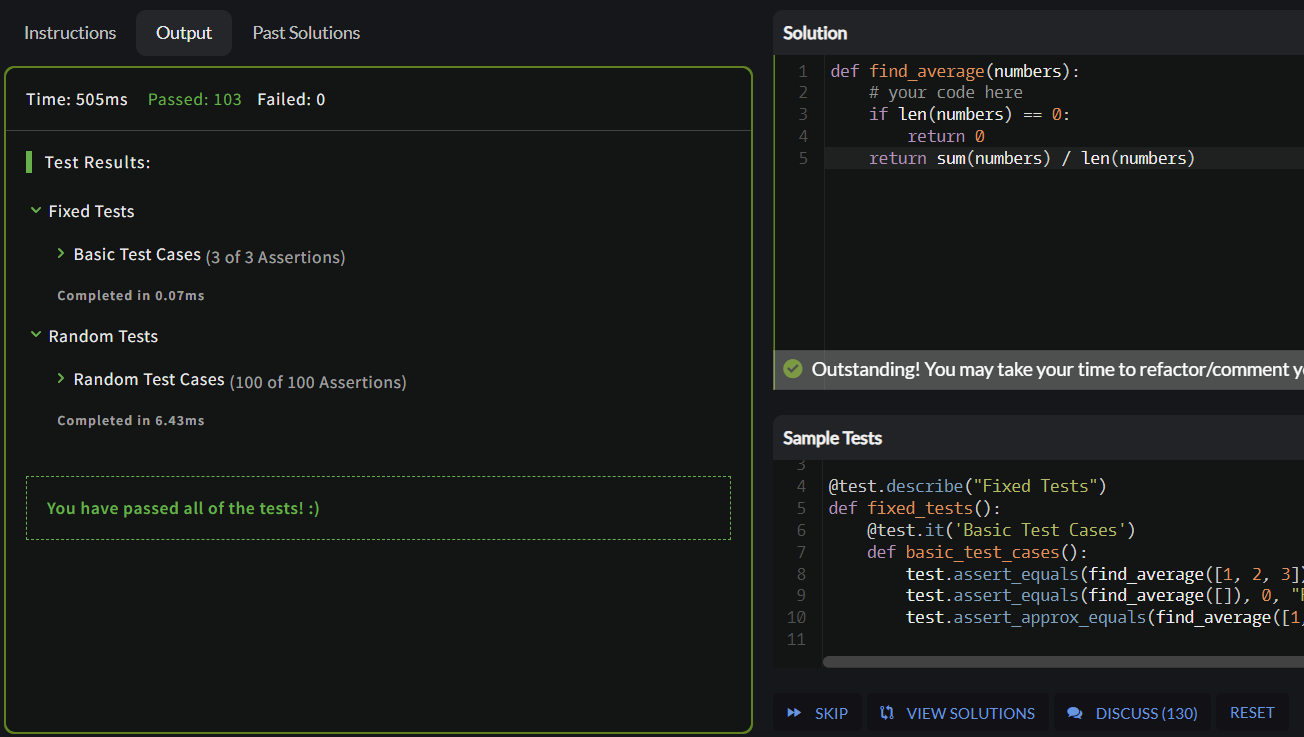 Instructions Output Past Solutions
Time: 505ms Passed: 103 Failed: 0
Test Results:
Fixed Tests
Basic Test Cases (3 of 3 Assertions)
Completed in 0.07ms
Random Tests
Random Test Cases (100 of 100 Assertions)
Completed in 6.43ms
You have passed all of the tests! :)
Solution
1 def find_average(numbers):
2     # your code here
3     if len(numbers) == 0:
4         return 0
5     return sum(numbers) / len(numbers)
Outstanding! You may take your time to refactor/comment y
Sample Tests
3
4 @test.describe("Fixed Tests")
5 def fixed_tests():
6     @test.it('Basic Test Cases')
7     def basic_test_cases():
8         test.assert_equals(find_average([1, 2, 3])
9         test.assert_equals(find_average([]), 0, "
10         test.assert_approx_equals(find_average([1,
11
SKIP VIEW SOLUTIONS DISCUSS (130) RESET